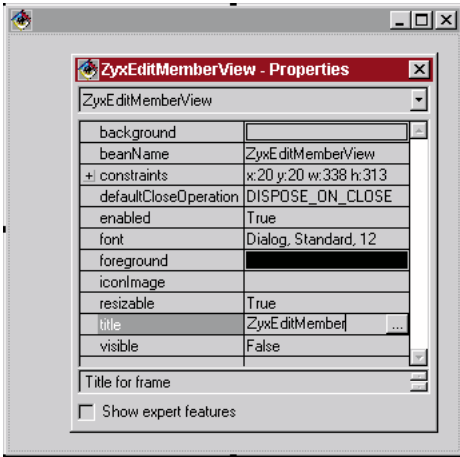 ZyxEditMemberView - Properties
ZyxEditMemberView
background
beanName ZyxEditMemberView
+ constraints x:20 y:20 w:338 h:313
defaultCloseOperation DISPOSE_ON_CLOSE
enabled True
font Dialog, Standard, 12
foreground
iconImage
resizable True
title ZyxEditMember ...
visible False
Title for frame
Show expert features